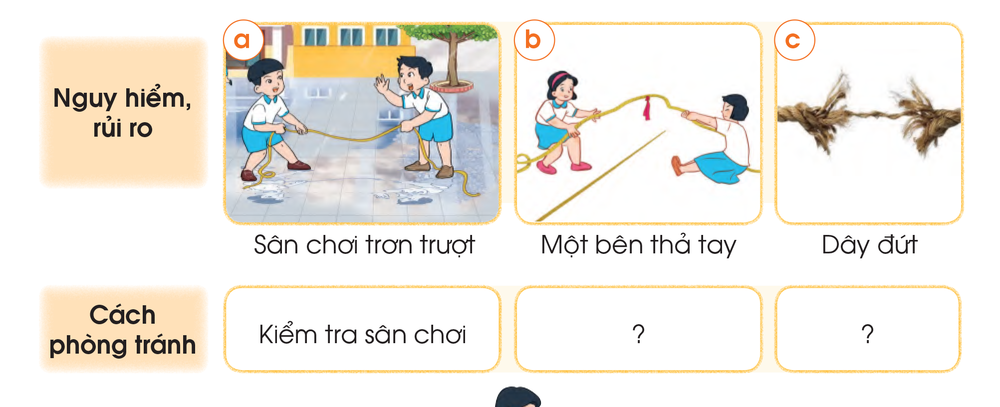 a
b
c
Nguy hiểm,
rủi ro
Sân chơi trơn trượt
Một bên thả tay
Dây đứt
Cách
phòng tránh
Kiểm tra sân chơi
?
?